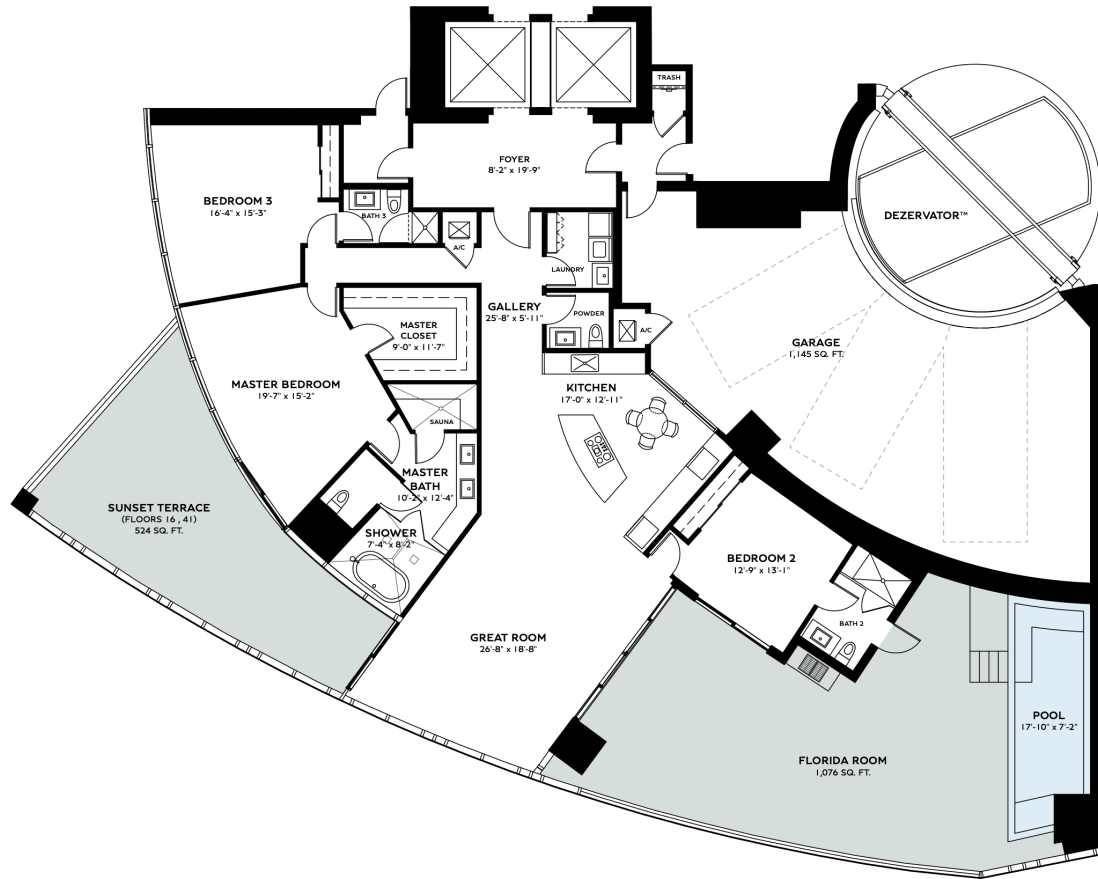 TRASH
FOYER
8'-2" x 19'-9"
BEDROOM 3
16'-4" x 15'-3"
BATH 3
DEZERVATOR™
A/C
LAUNDRY
GALLERY
25'-8" x 5'-11"
POWDER
A/C
MASTER
CLOSET
9'-0" x 11'-7"
GARAGE
1,145 SQ. FT.
MASTER BEDROOM
19'-7" x 15'-2"
KITCHEN
17'-0" x 12'-11"
SAUNA
MASTER
BATH
10'-2" x 12'-4"
SUNSET TERRACE
(FLOORS 16 , 41)
524 SQ. FT.
SHOWER
7'-4" x 8'-2"
BEDROOM 2
12'-9" x 13'-1"
BATH 2
GREAT ROOM
26'-8" x 18'-8"
POOL
17'-10" x 7'-2"
FLORIDA ROOM
1,076 SQ. FT.